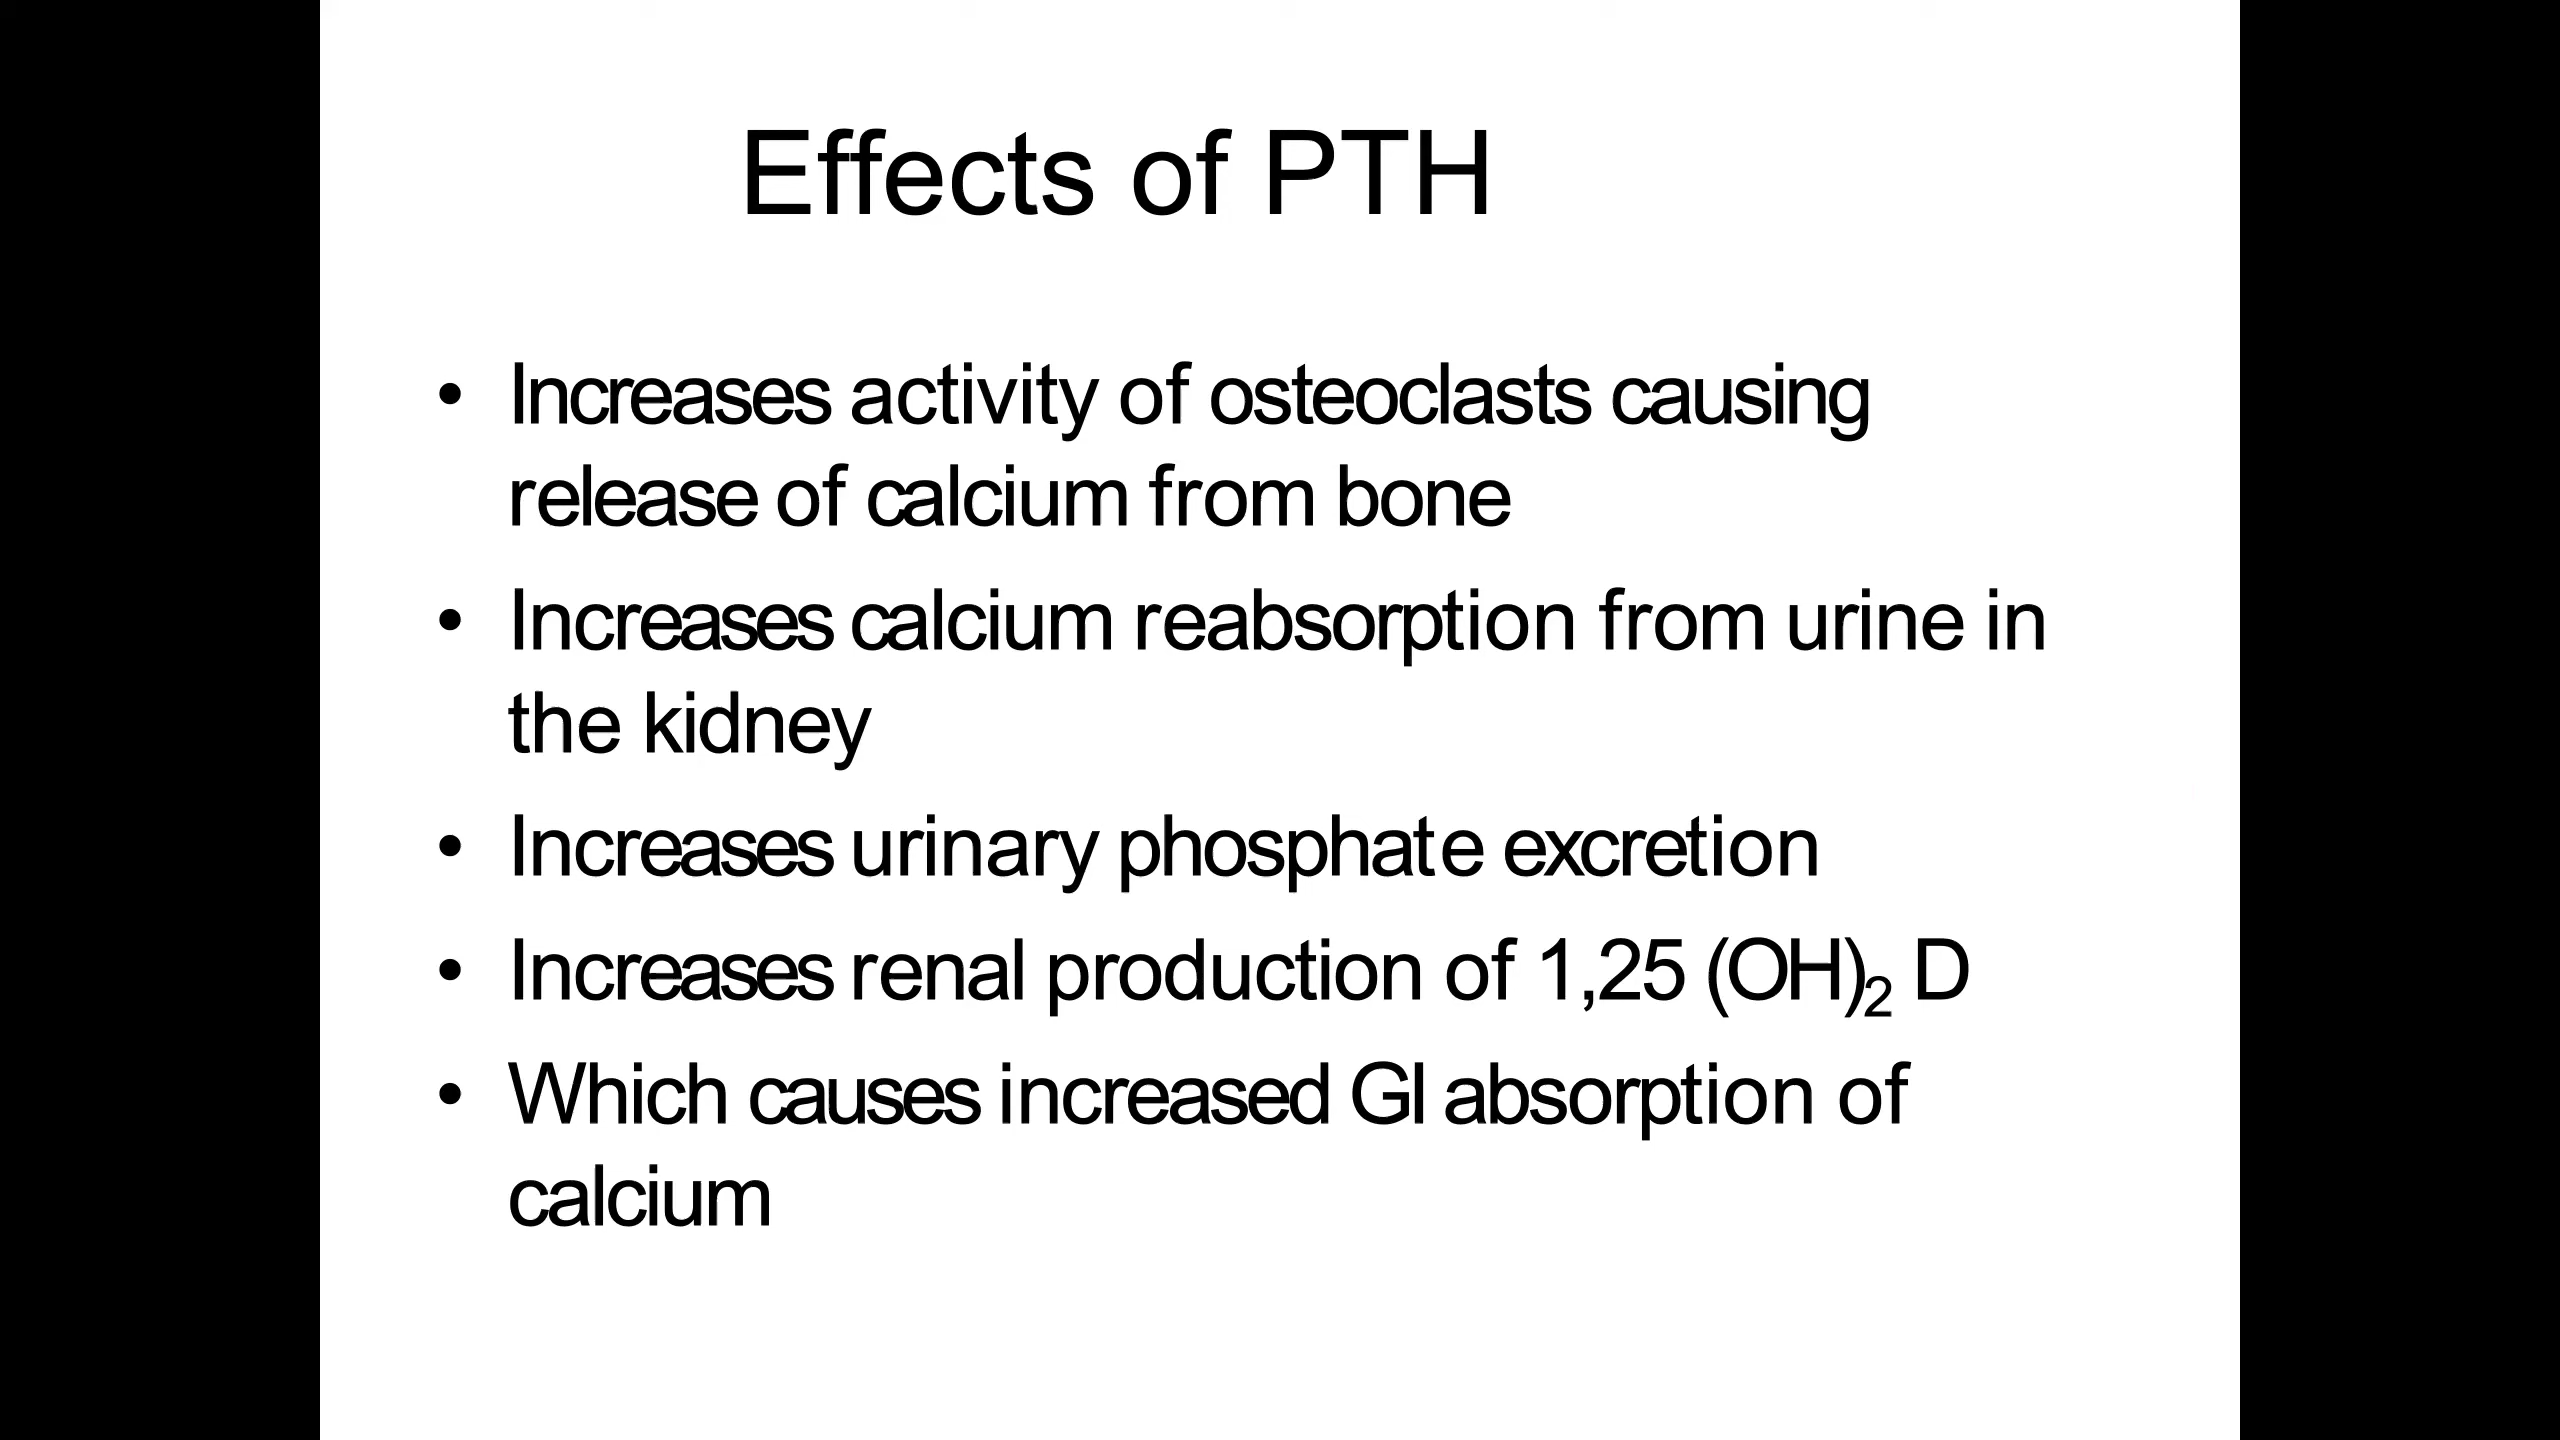 Effects of PTH
• Increases activity of osteoclasts causing
release of calcium from bone
• Increases calcium reabsorption from urine in
the kidney
• Increases urinary phosphate excretion
• Increases renal production of 1,25 (OH)₂ D
• Which causes increased GI absorption of
calcium